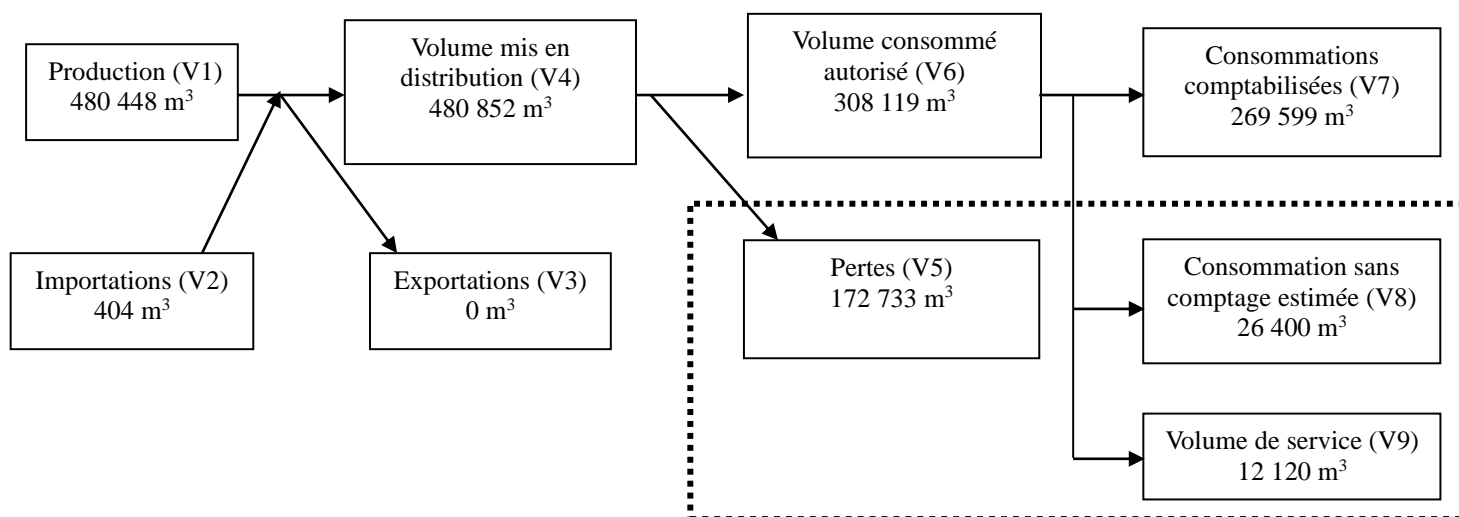 Production (V1)
480 448 m³
Volume mis en
distribution (V4)
480 852 m³
Volume consommé
autorisé (V6)
308 119 m³
Consommations
comptabilisées (V7)
269 599 m³
Importations (V2)
404 m³
Exportations (V3)
0 m³
Pertes (V5)
172 733 m³
Consommation sans
comptage estimée (V8)
26 400 m³
Volume de service (V9)
12 120 m³